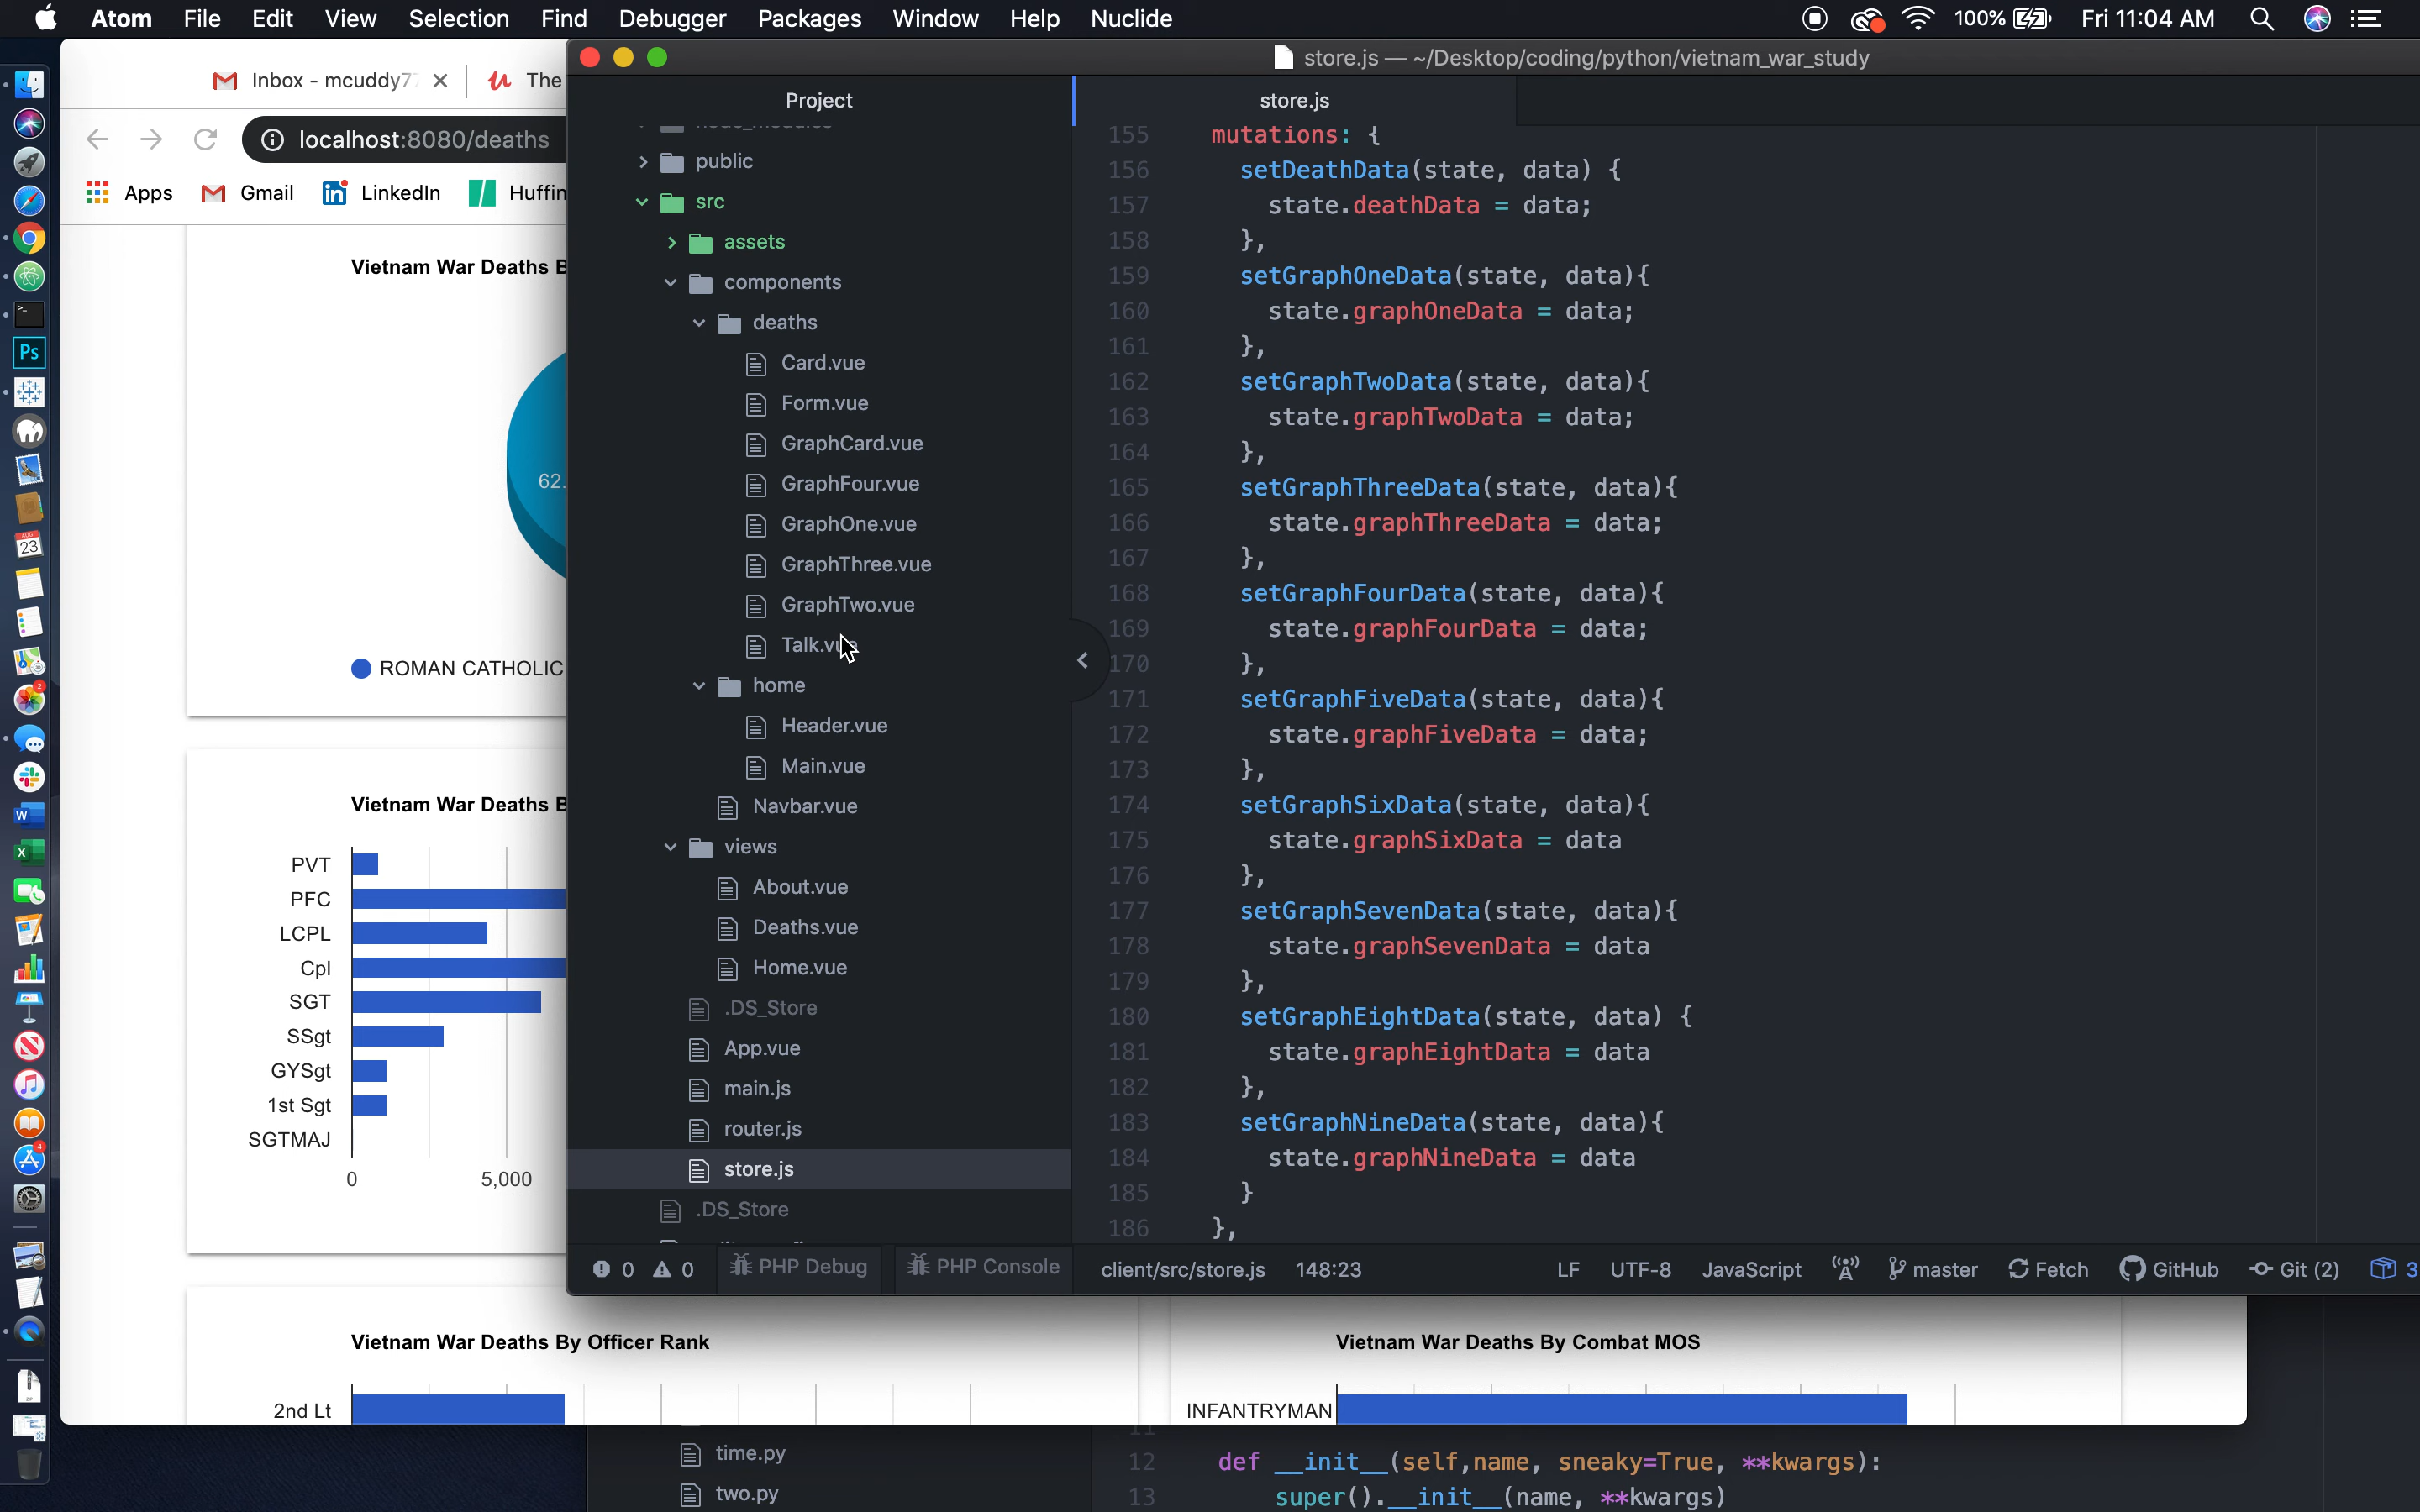 Atom File Edit View Selection Find Debugger Packages Window Help Nuclide 100% Fri 11:04 AM
Inbox - mcuddy77 The
localhost:8080/deaths
Apps Gmail LinkedIn Huffin
Vietnam War Deaths B
62.
ROMAN CATHOLIC
Vietnam War Deaths B
PVT
PFC
LCPL
Cpl
SGT
SSgt
GYSgt
1st Sgt
SGTMAJ
0 5,000
Vietnam War Deaths By Officer Rank
2nd Lt
Vietnam War Deaths By Combat MOS
INFANTRYMAN
store.js — ~/Desktop/coding/python/vietnam_war_study
Project
node_modules
public
src
assets
components
deaths
Card.vue
Form.vue
GraphCard.vue
GraphFour.vue
GraphOne.vue
GraphThree.vue
GraphTwo.vue
Talk.vue
home
Header.vue
Main.vue
Navbar.vue
views
About.vue
Deaths.vue
Home.vue
.DS_Store
App.vue
main.js
router.js
store.js
.DS_Store
store.js
155 mutations: {
156 setDeathData(state, data) {
157 state.deathData = data;
158 },
159 setGraphOneData(state, data){
160 state.graphOneData = data;
161 },
162 setGraphTwoData(state, data){
163 state.graphTwoData = data;
164 },
165 setGraphThreeData(state, data){
166 state.graphThreeData = data;
167 },
168 setGraphFourData(state, data){
169 state.graphFourData = data;
170 },
171 setGraphFiveData(state, data){
172 state.graphFiveData = data;
173 },
174 setGraphSixData(state, data){
175 state.graphSixData = data
176 },
177 setGraphSevenData(state, data){
178 state.graphSevenData = data
179 },
180 setGraphEightData(state, data) {
181 state.graphEightData = data
182 },
183 setGraphNineData(state, data){
184 state.graphNineData = data
185 }
186 },
0 0 PHP Debug PHP Console client/src/store.js 148:23 LF UTF-8 JavaScript master Fetch GitHub Git (2) 3
time.py
two.py
11
12 def __init__(self,name, sneaky=True, **kwargs):
13 super().__init__(name, **kwargs)
Ps
AUG
23
2
W
X
4